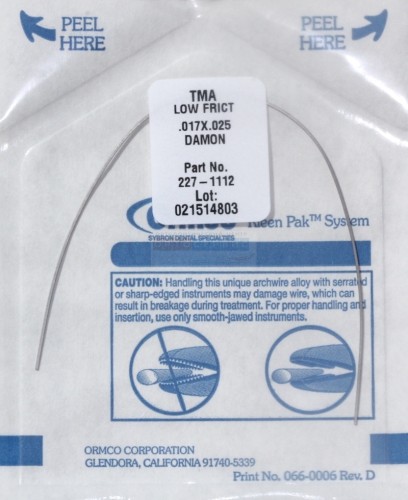 PEEL
HERE
PEEL
HERE
TMA
LOW FRICT
.017X.025
DAMON
Part No.
227-1112
Lot:
021514803
Kleen Pak™ System
SYBRON DENTAL SPECIALTIES
CAUTION: Handling this unique archwire alloy with serrated
or sharp-edged instruments may damage wire, which can
result in breakage during treatment. For proper handling and
insertion, use only smooth-jawed instruments.
ORMCO CORPORATION
GLENDORA, CALIFORNIA 91740-5339
Print No. 066-0006 Rev. D